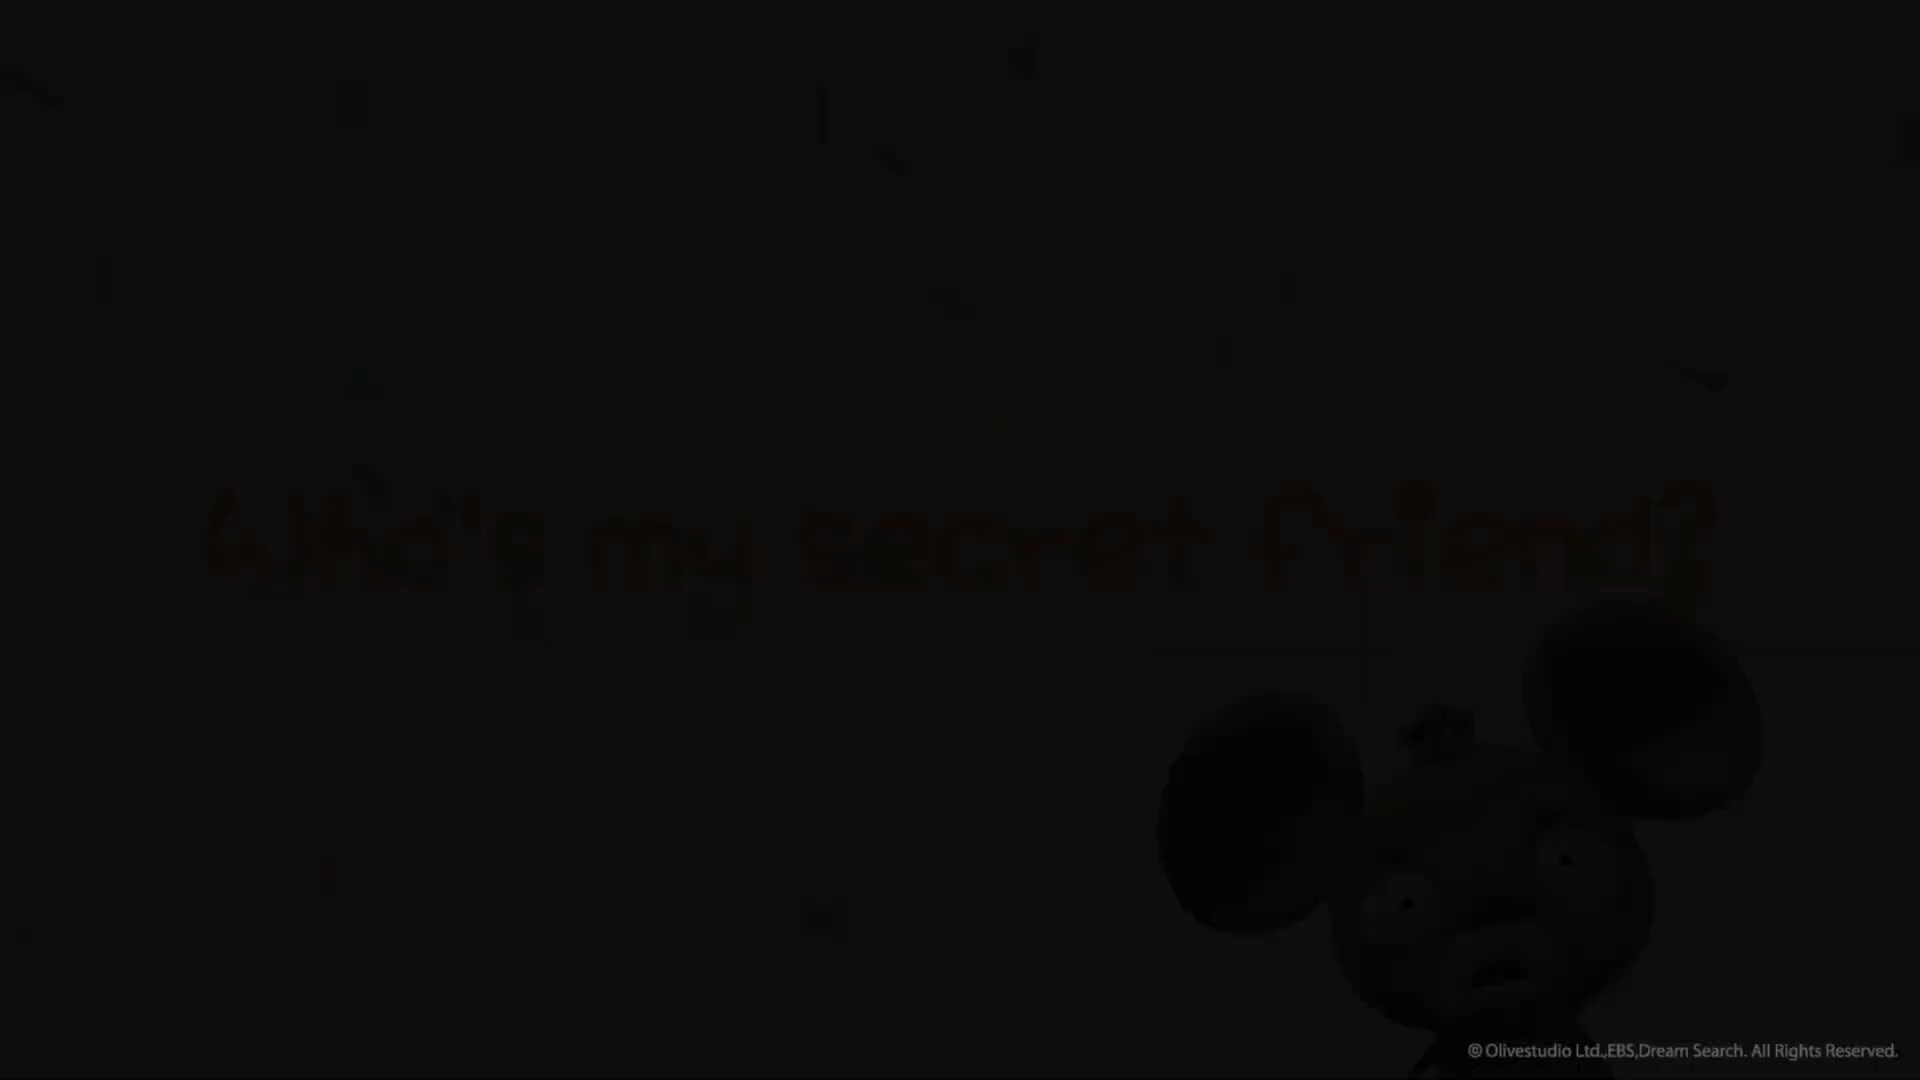 Who's my secret friend?
© Olivestudio Ltd.,EBS,Dream Search. All Rights Reserved.